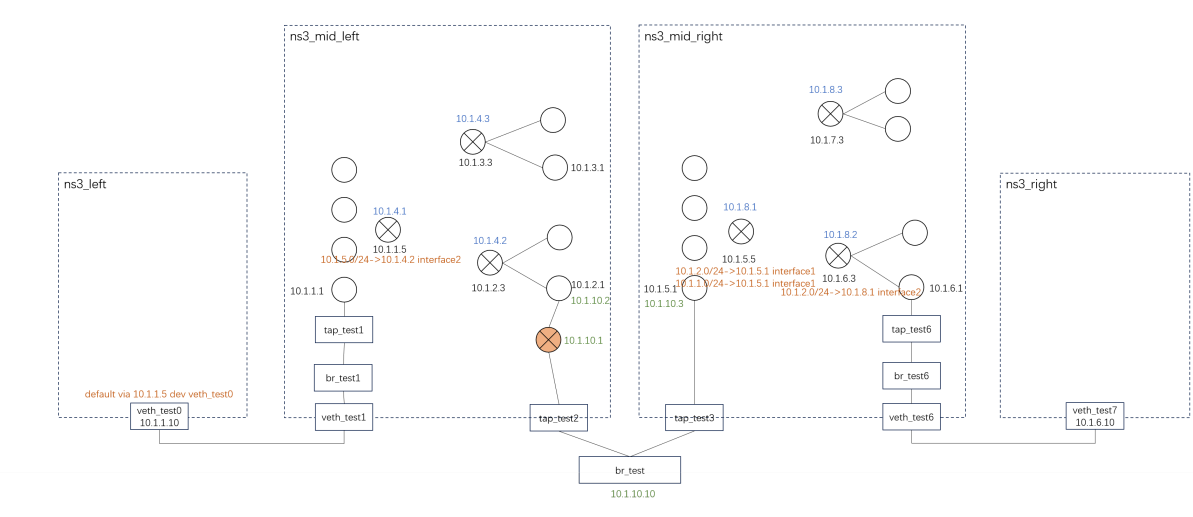 ns3_mid_left
ns3_mid_right
10.1.8.3
10.1.4.3
10.1.7.3
10.1.3.3
10.1.3.1
ns3_left
ns3_right
10.1.4.1
10.1.8.1
10.1.1.5
10.1.4.2
10.1.8.2
10.1.5.0/24->10.1.4.2 interface2
10.1.5.5
10.1.2.0/24->10.1.5.1 interface1
10.1.6.3
10.1.1.0/24->10.1.5.1 interface1
10.1.2.3
10.1.2.1
10.1.1.1
10.1.5.1
10.1.2.0/24->10.1.8.1 interface2
10.1.6.1
10.1.10.2
10.1.10.3
tap_test1
tap_test6
10.1.10.1
br_test1
br_test6
default via 10.1.1.5 dev veth_test0
veth_test0
10.1.1.10
veth_test1
tap_test2
tap_test3
veth_test6
veth_test7
10.1.6.10
br_test
10.1.10.10